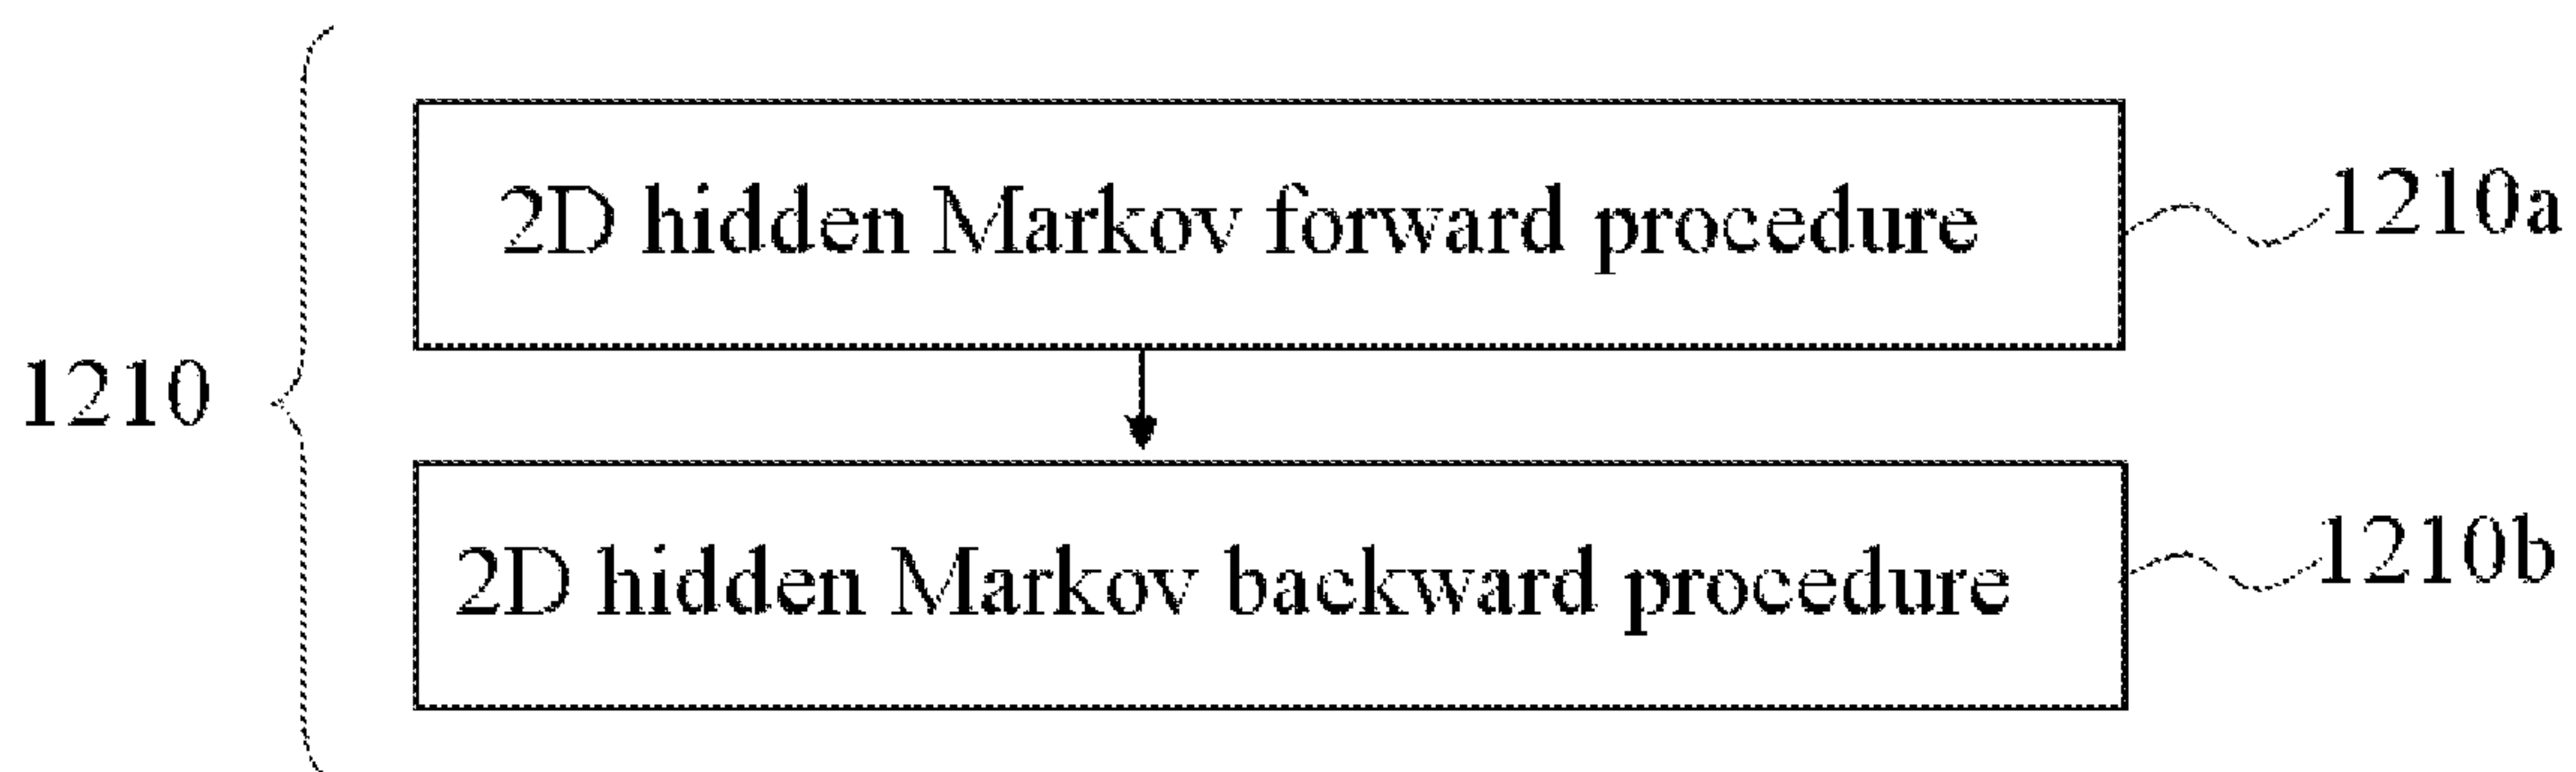 2D hidden Markov forward procedure
1210a
1210
2D hidden Markov backward procedure
1210b